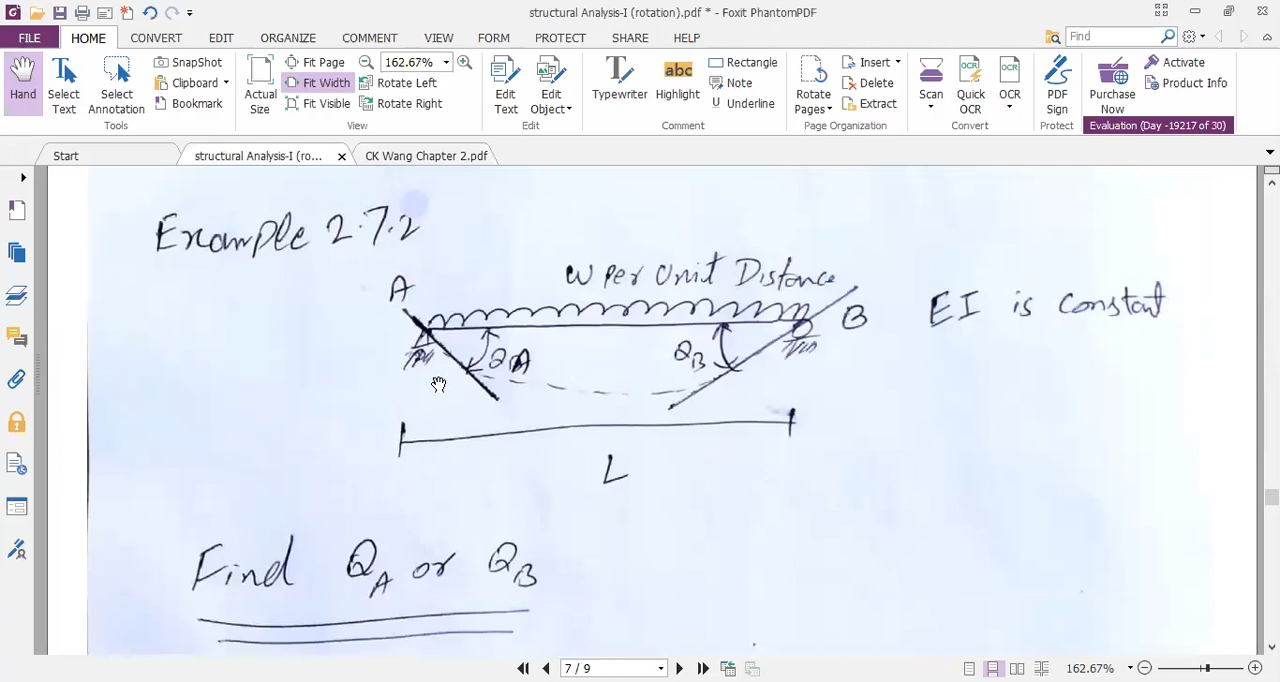 structural Analysis-I (rotation).pdf * - Foxit PhantomPDF
FILE HOME CONVERT EDIT ORGANIZE COMMENT VIEW FORM PROTECT SHARE HELP Find
Hand
Select Text
Select Annotation
SnapShot
Clipboard
Bookmark
Tools
Actual Size
Fit Page
Fit Width
Fit Visible
162.67%
Rotate Left
Rotate Right
View
Edit Text
Edit Object
Edit
Typewriter
Highlight
Rectangle
Note
Underline
Comment
Rotate Pages
Insert
Delete
Extract
Page Organization
Scan
Quick OCR
OCR
Convert
PDF Sign
Protect
Purchase Now
Activate
Product Info
Evaluation (Day -19217 of 30)
Start
structural Analysis-I (ro...
CK Wang Chapter 2.pdf
Example 2.7.2
W Per Unit Distance
A
B
EI is constant
QA
QB
L
Find QA or QB
7 / 9
162.67%